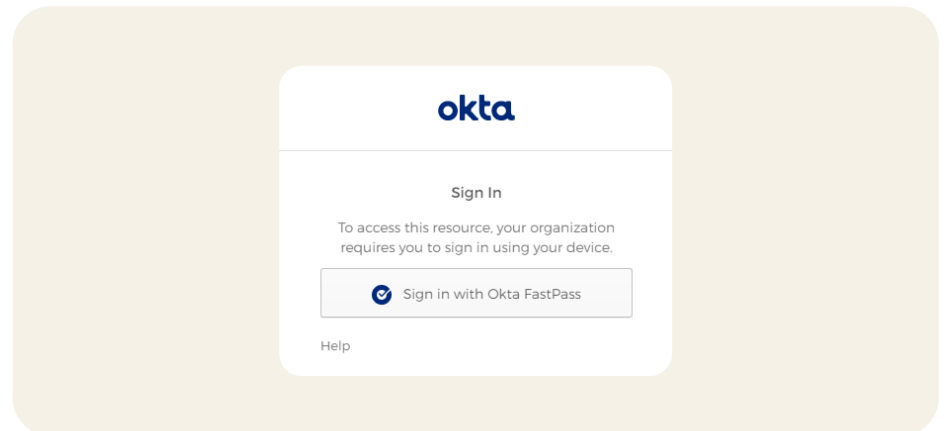 okta
Sign In
To access this resource, your organization
requires you to sign in using your device.
Sign in with Okta FastPass
Help